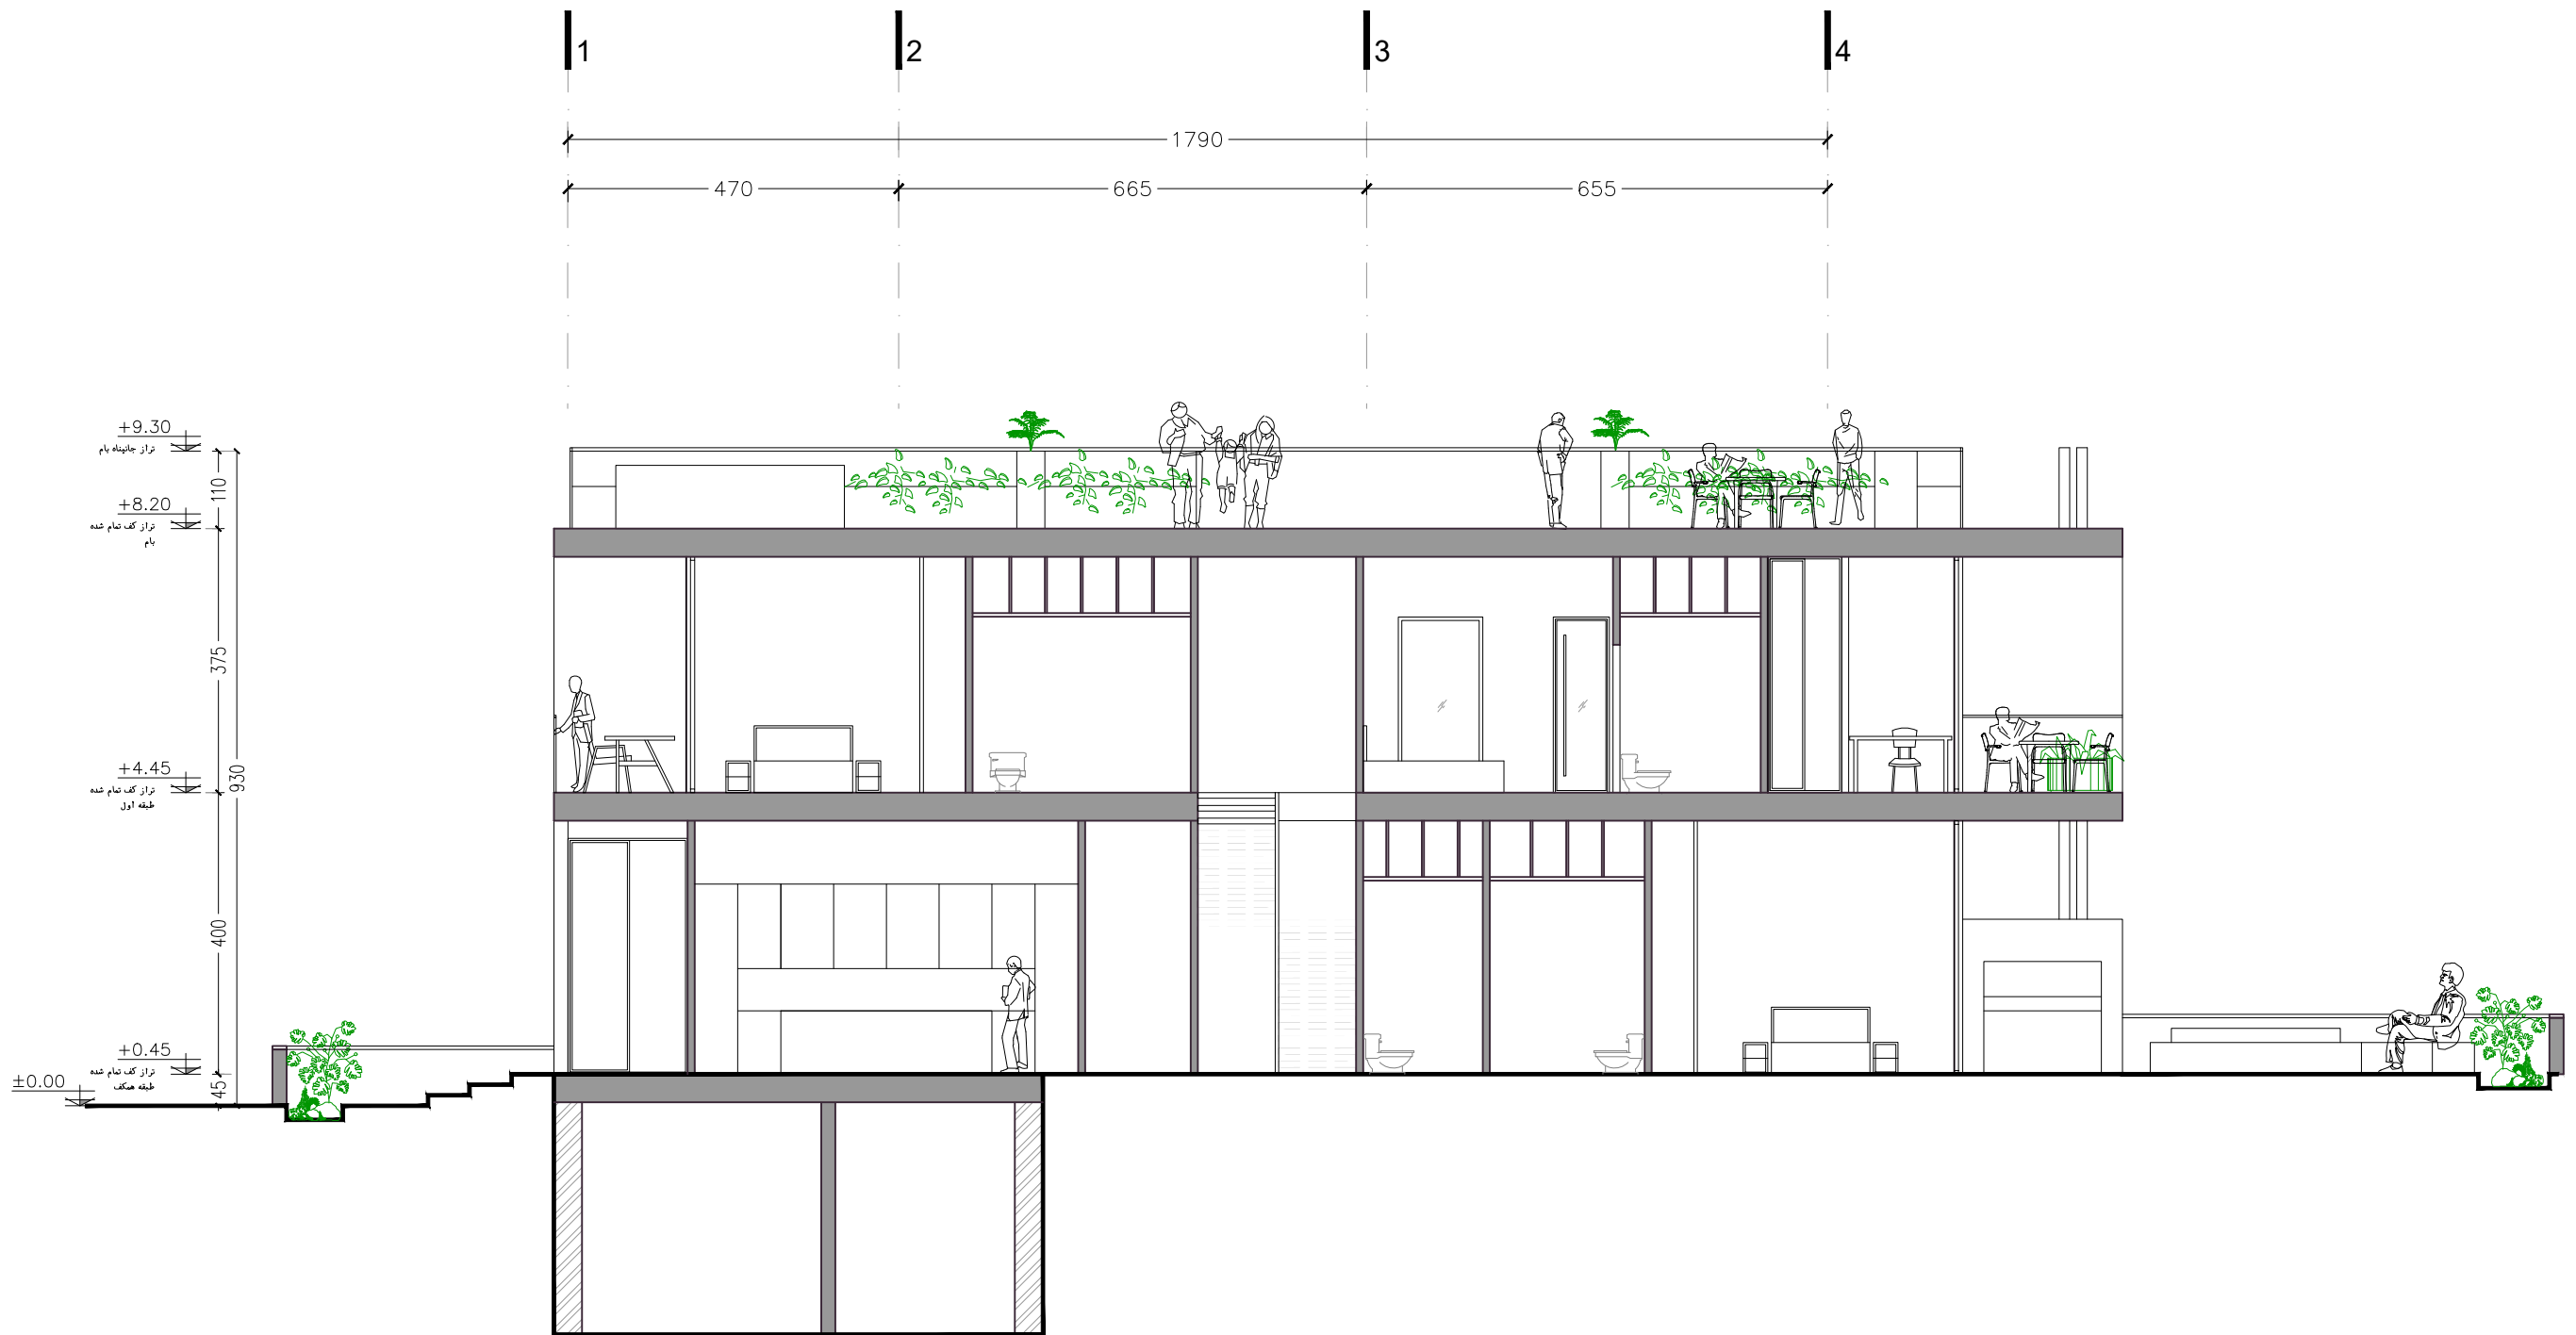 1
2
3
4
1790
470
665
655
+9.30
تراز جانپناه بام
110
+8.20
تراز کف تمام شده
بام
375
930
+4.45
تراز کف تمام شده
طبقه اول
400
+0.45
تراز کف تمام شده
طبقه همکف
±0.00
45